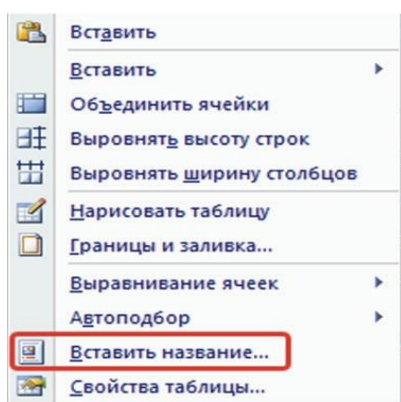 Вставить
Вставить
Объединить ячейки
Выровнять высоту строк
Выровнять ширину столбцов
Нарисовать таблицу
Границы и заливка...
Выравнивание ячеек
Автоподбор
Вставить название...
Свойства таблицы...